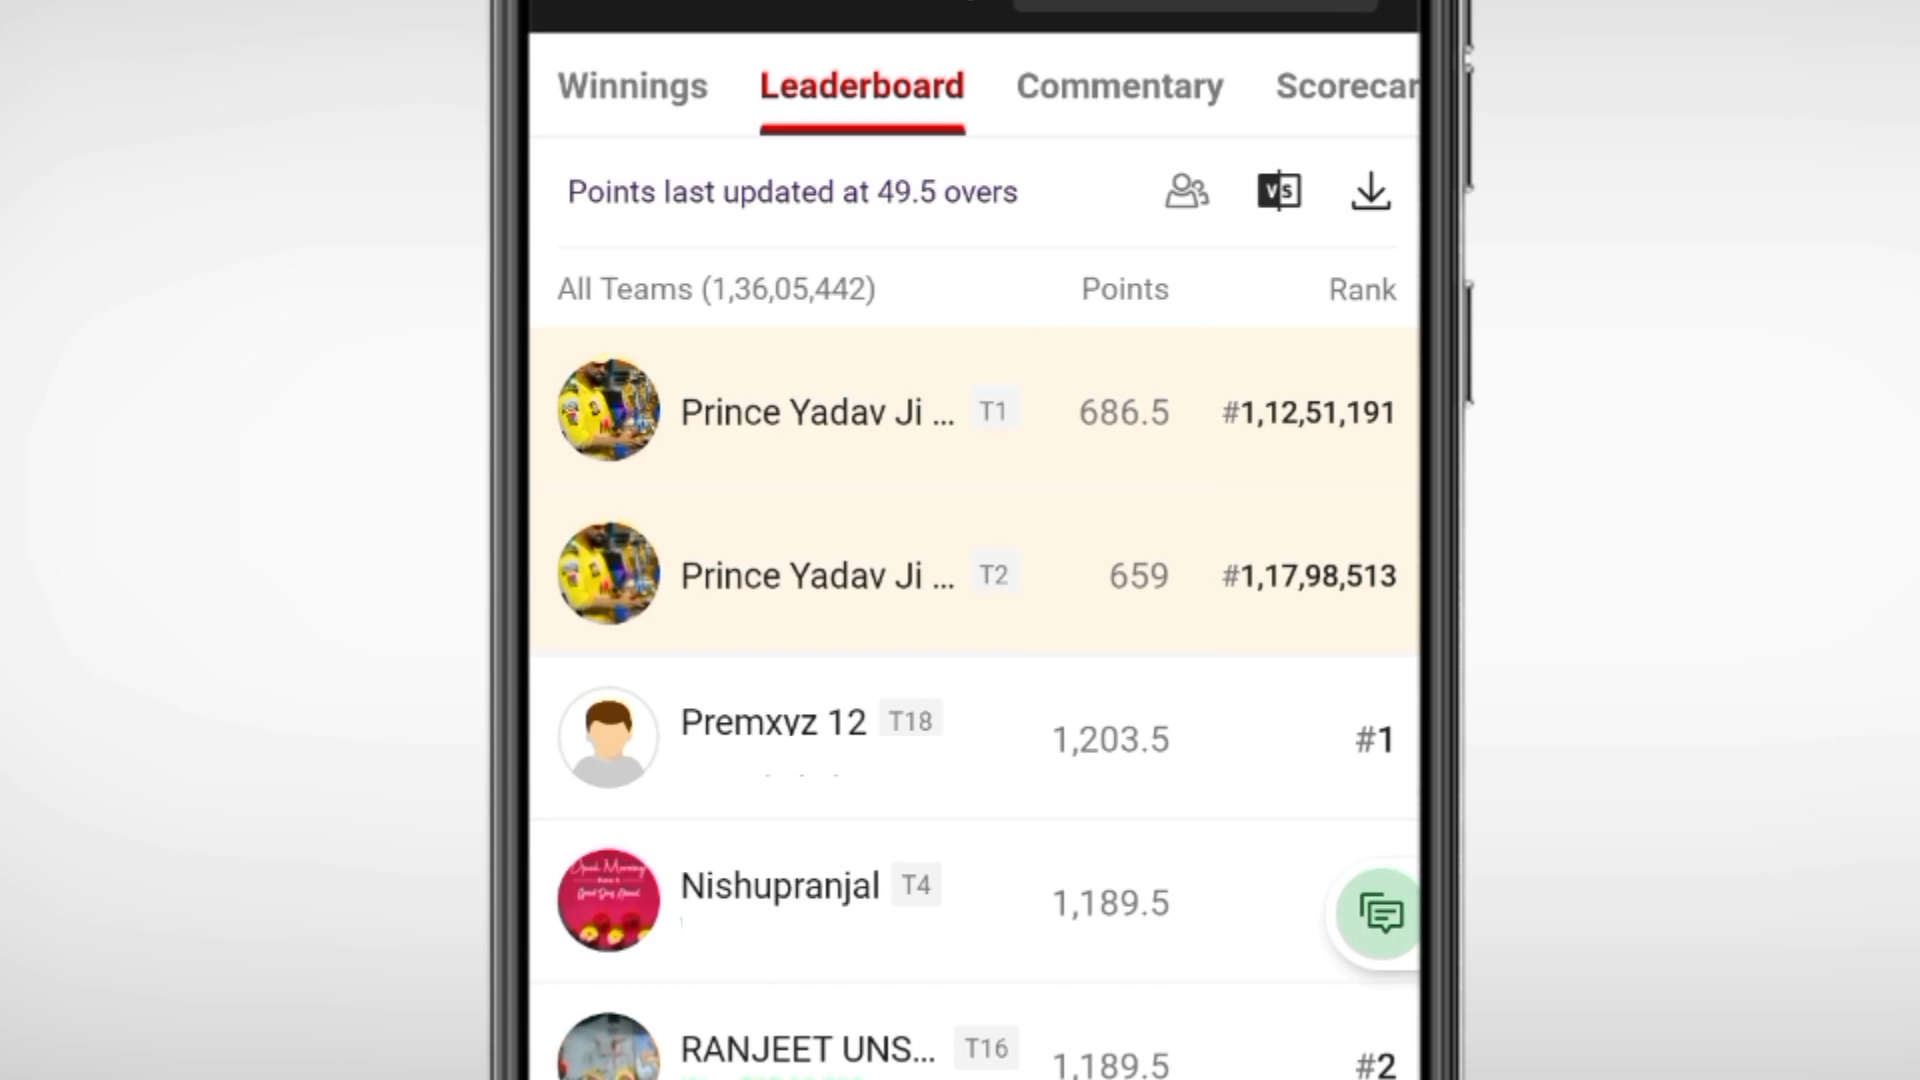 Winnings Leaderboard Commentary Scorecar
Points last updated at 49.5 overs VS
All Teams (1,36,05,442) Points Rank
Prince Yadav Ji ... T1 686.5 #1,12,51,191
Prince Yadav Ji ... T2 659 #1,17,98,513
Premxyz 12 T18 1,203.5 #1
Nishupranjal T4 1,189.5
Good Morning
RANJEET UNS... T16 1,189.5 #2